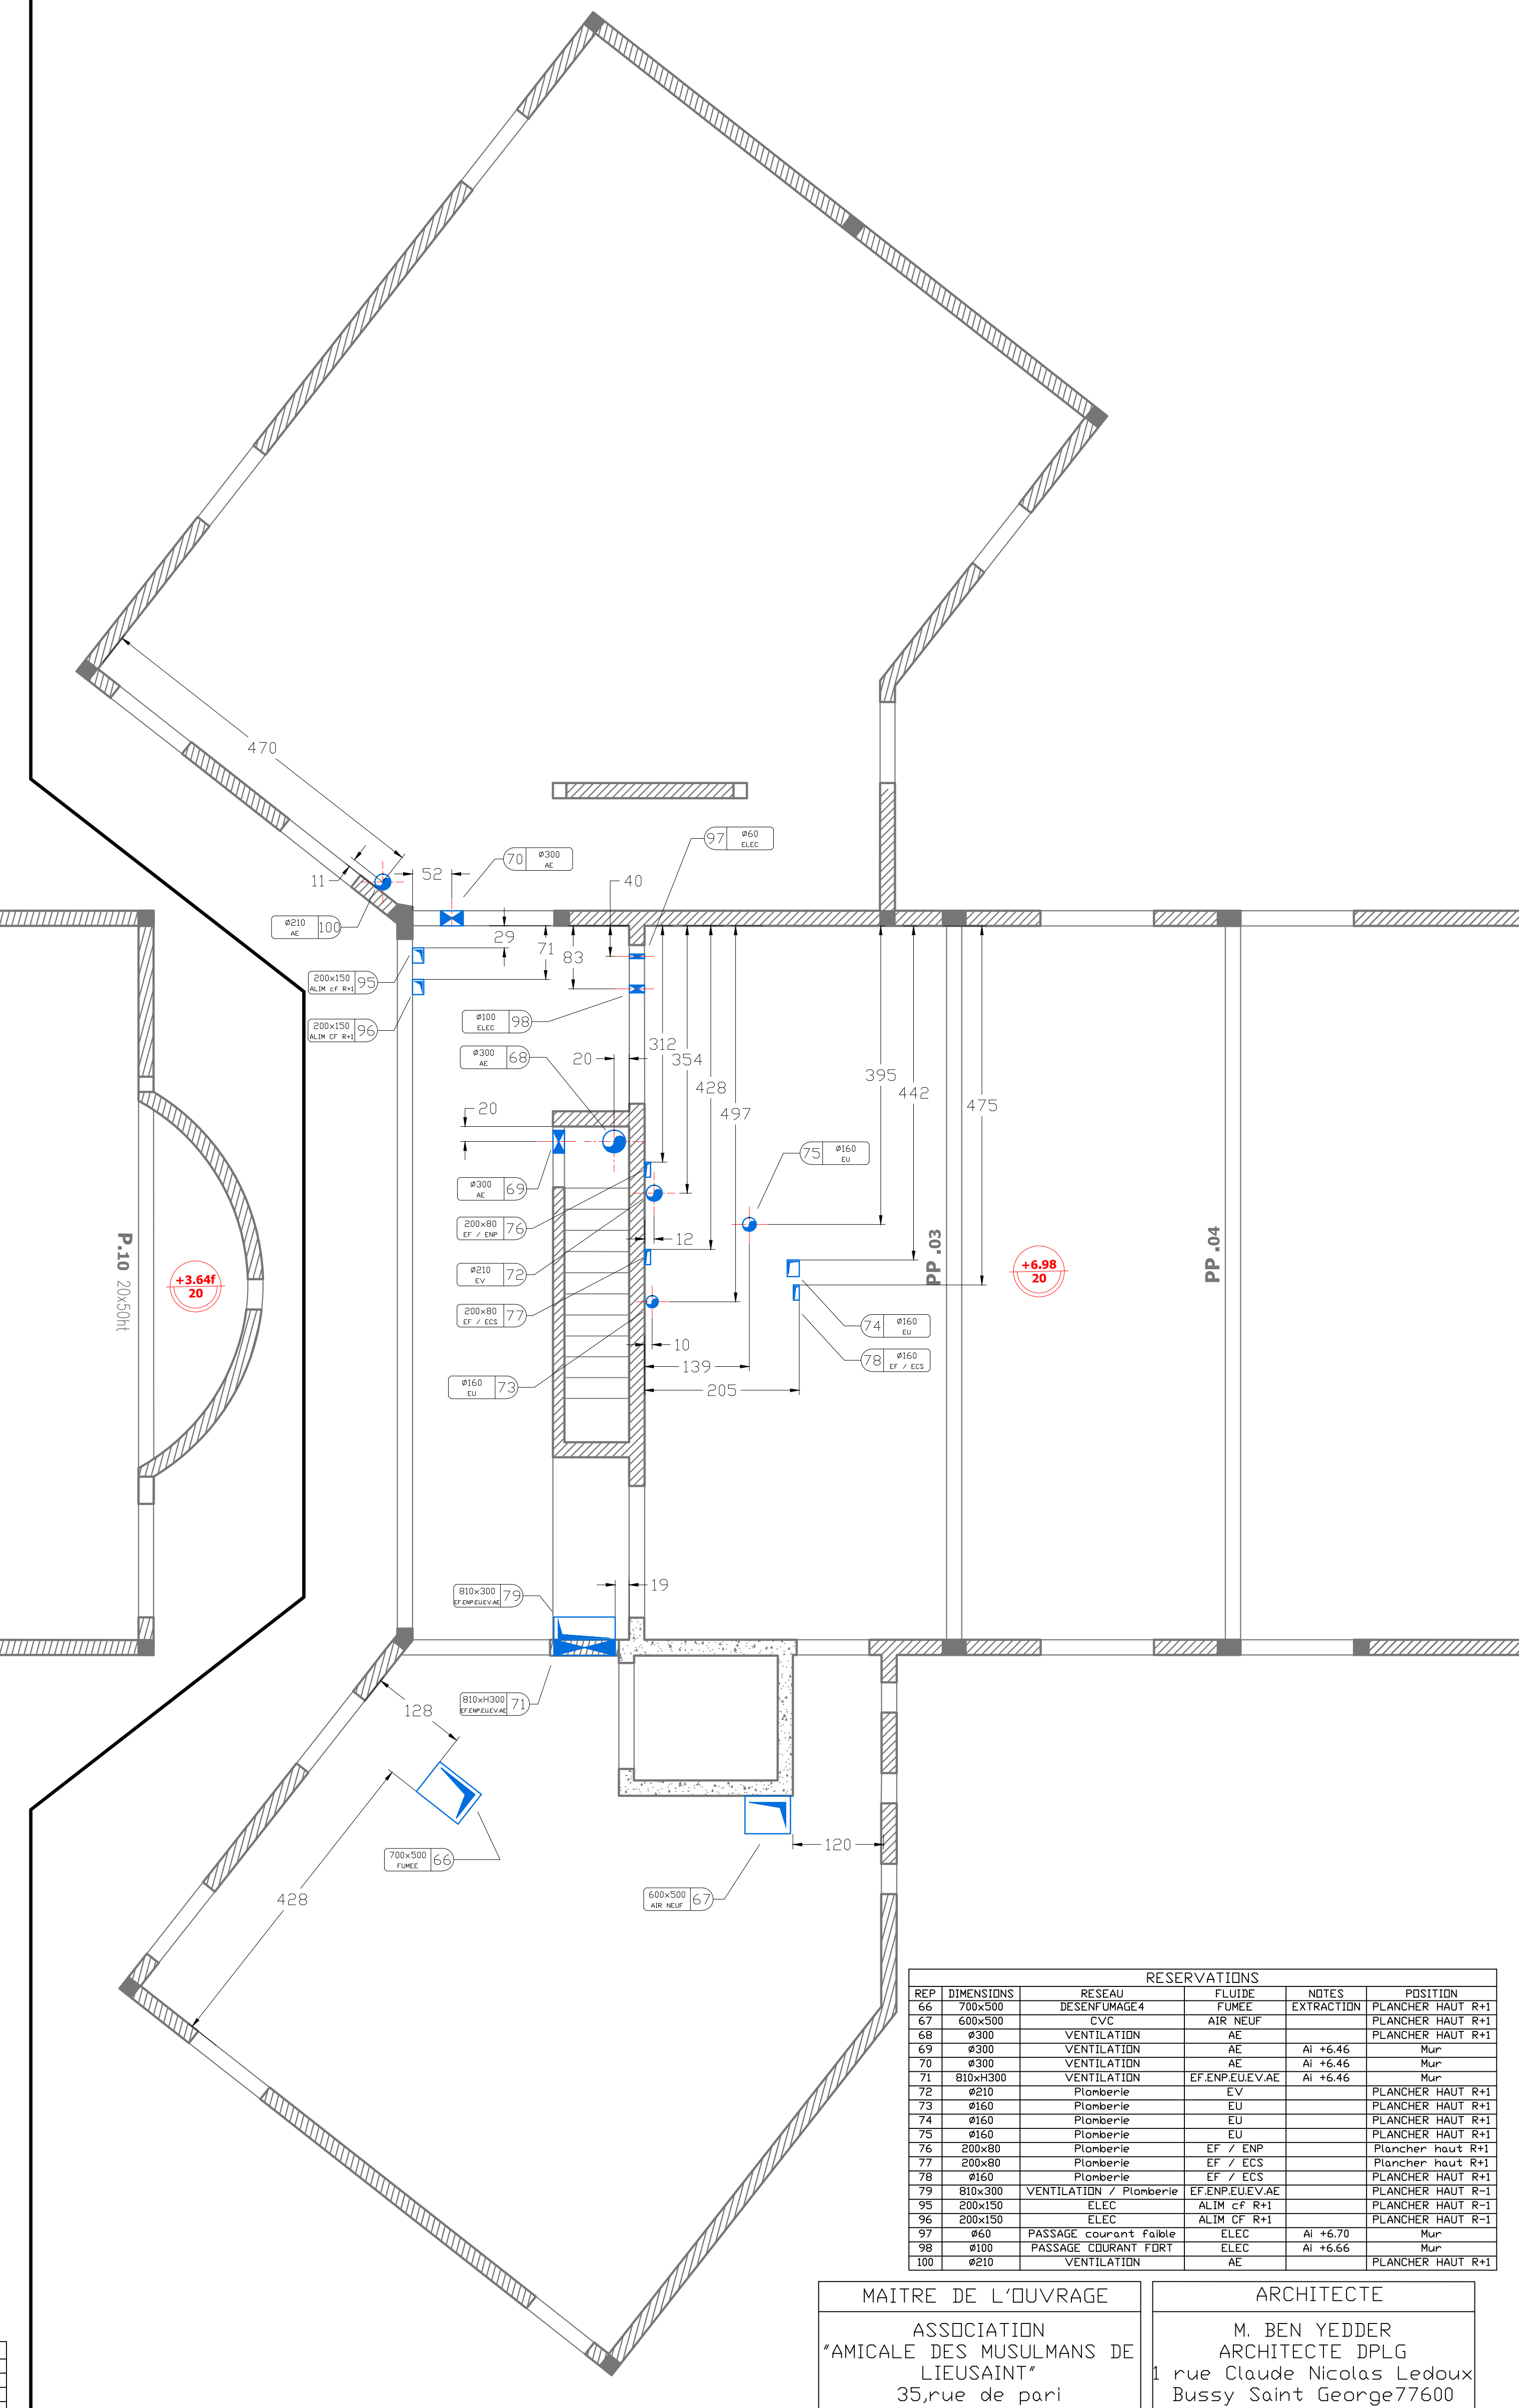 470
11
52
70 ø300
AE
97 ø60
ELEC
40
ø210 100
AE
29
71
83
200x150 95
ALIM cf R+1
200x150 96
ALIM CF R+1
ø100 98
ELEC
ø300 68
AE
20
312
354
428
497
395
442
475
20
75 ø160
EU
ø300 69
AE
200x80 76
EF / ENP
12
ø210 72
EV
200x80 77
EF / ECS
P.10 20x50ht
+3.64f
20
PP .03
+6.98
20
PP .04
74 ø160
EU
78 ø160
EF / ECS
10
139
205
ø160 73
EU
19
810x300 79
EF.ENP.EU.EV.AE
810xH300 71
EF.ENP.EU.EV.AE
128
700x500 66
FUMEE
428
120
600x500 67
AIR NEUF
RESERVATIONS
REP DIMENSIONS RESEAU FLUIDE NOTES POSITION
66 700x500 DESENFUMAGE4 FUMEE EXTRACTION PLANCHER HAUT R+1
67 600x500 CVC AIR NEUF PLANCHER HAUT R+1
68 ø300 VENTILATION AE PLANCHER HAUT R+1
69 ø300 VENTILATION AE Ai +6.46 Mur
70 ø300 VENTILATION AE Ai +6.46 Mur
71 810xH300 VENTILATION EF.ENP.EU.EV.AE Ai +6.46 Mur
72 ø210 Plomberie EV PLANCHER HAUT R+1
73 ø160 Plomberie EU PLANCHER HAUT R+1
74 ø160 Plomberie EU PLANCHER HAUT R+1
75 ø160 Plomberie EU PLANCHER HAUT R+1
76 200x80 Plomberie EF / ENP Plancher haut R+1
77 200x80 Plomberie EF / ECS Plancher haut R+1
78 ø160 Plomberie EF / ECS PLANCHER HAUT R+1
79 810x300 VENTILATION / Plomberie EF.ENP.EU.EV.AE PLANCHER HAUT R-1
95 200x150 ELEC ALIM cf R+1 PLANCHER HAUT R-1
96 200x150 ELEC ALIM CF R+1 PLANCHER HAUT R-1
97 ø60 PASSAGE courant faible ELEC Ai +6.70 Mur
98 ø100 PASSAGE COURANT FORT ELEC Ai +6.66 Mur
100 ø210 VENTILATION AE PLANCHER HAUT R+1
MAITRE DE L'OUVRAGE
ASSOCIATION
"AMICALE DES MUSULMANS DE
LIEUSAINT"
35,rue de pari
ARCHITECTE
M. BEN YEDDER
ARCHITECTE DPLG
1 rue Claude Nicolas Ledoux
Bussy Saint George77600